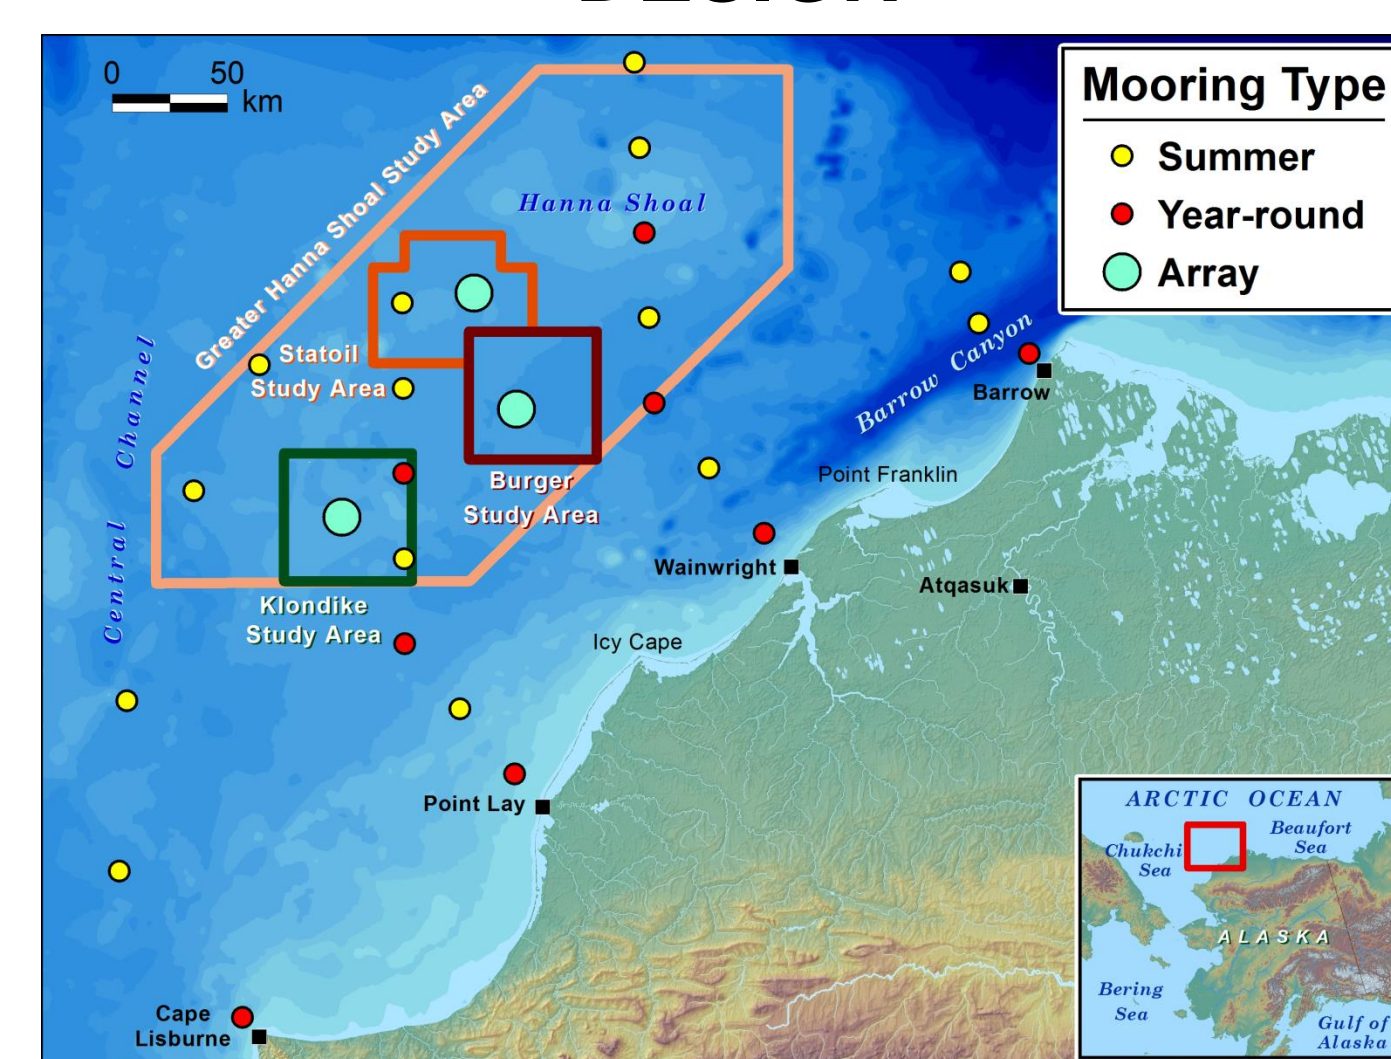 DESIGN
0 50
km
Greater Hanna Shoal Study Area
Hanna Shoal
Statoil
Study Area
Burger
Study Area
Klondike
Study Area
Central Channel
Barrow Canyon
Barrow
Point Franklin
Wainwright
Atqasuk
Icy Cape
Point Lay
Cape
Lisburne
Mooring Type
Summer
Year-round
Array
ARCTIC OCEAN
Beaufort
Sea
Chukchi
Sea
ALASKA
Bering
Sea
Gulf of
Alaska